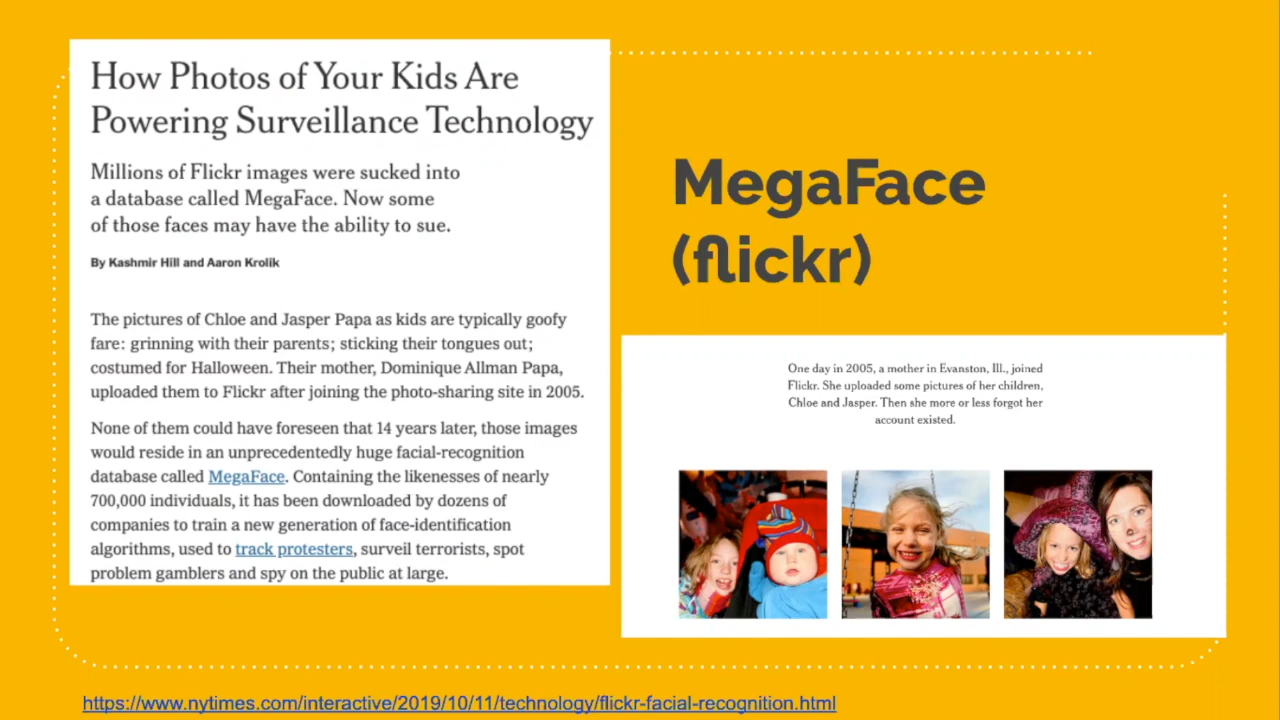 How Photos of Your Kids Are
Powering Surveillance Technology
Millions of Flickr images were sucked into
a database called MegaFace. Now some
of those faces may have the ability to sue.
By Kashmir Hill and Aaron Krolik
The pictures of Chloe and Jasper Papa as kids are typically goofy
fare: grinning with their parents; sticking their tongues out;
costumed for Halloween. Their mother, Dominique Allman Papa,
uploaded them to Flickr after joining the photo-sharing site in 2005.
None of them could have foreseen that 14 years later, those images
would reside in an unprecedentedly huge facial-recognition
database called MegaFace. Containing the likenesses of nearly
700,000 individuals, it has been downloaded by dozens of
companies to train a new generation of face-identification
algorithms, used to track protesters, surveil terrorists, spot
problem gamblers and spy on the public at large.
MegaFace
(flickr)
One day in 2005, a mother in Evanston, Ill., joined
Flickr. She uploaded some pictures of her children,
Chloe and Jasper. Then she more or less forgot her
account existed.
https://www.nytimes.com/interactive/2019/10/11/technology/flickr-facial-recognition.html